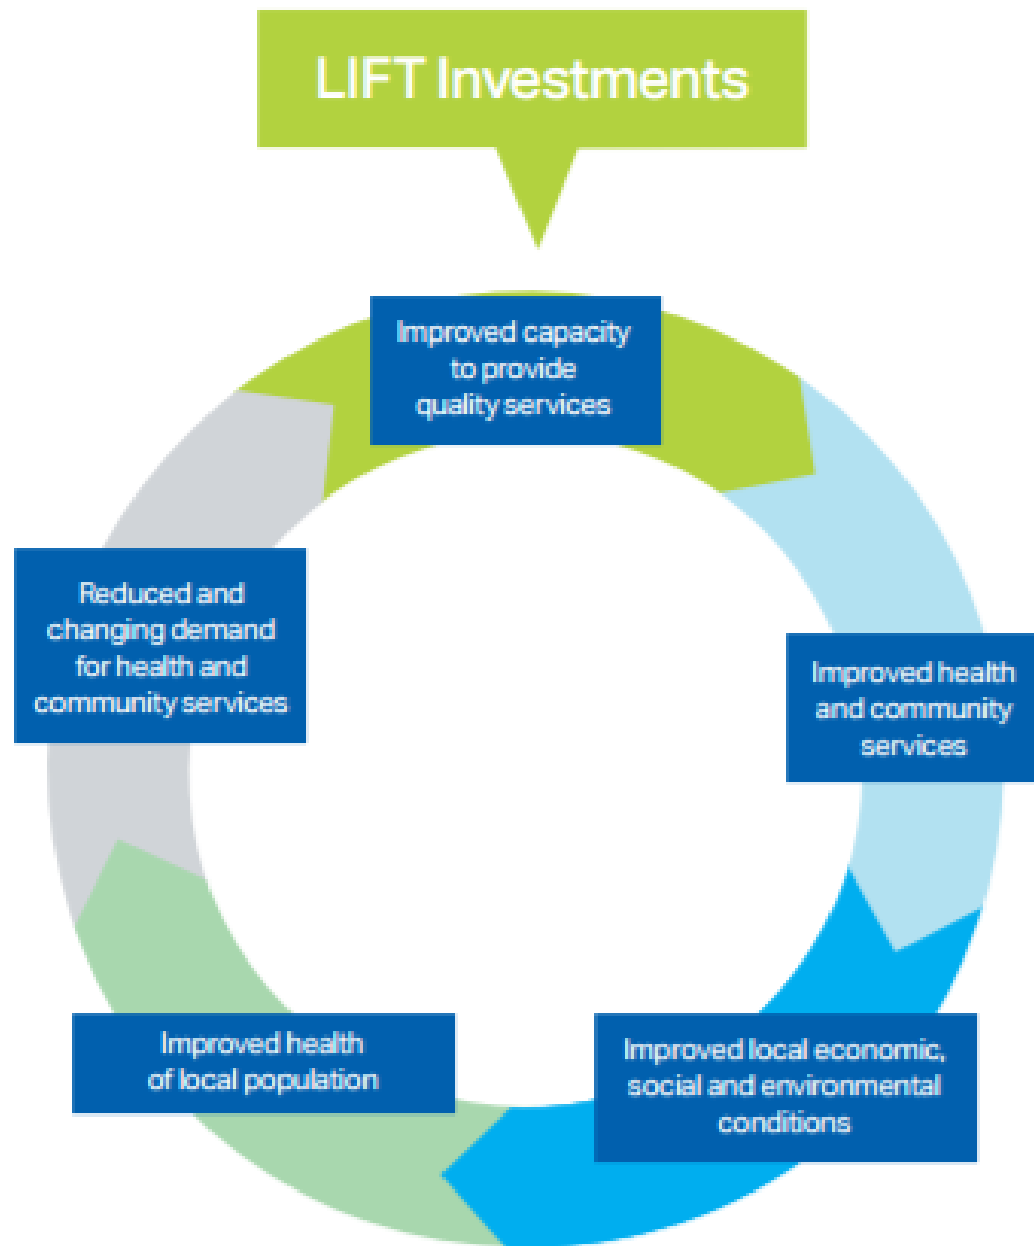 LIFT Investments
Improved capacity
to provide
quality services
Improved health
and community
services
Improved local economic,
social and environmental
conditions
Improved health
of local population
Reduced and
changing demand
for health and
community services